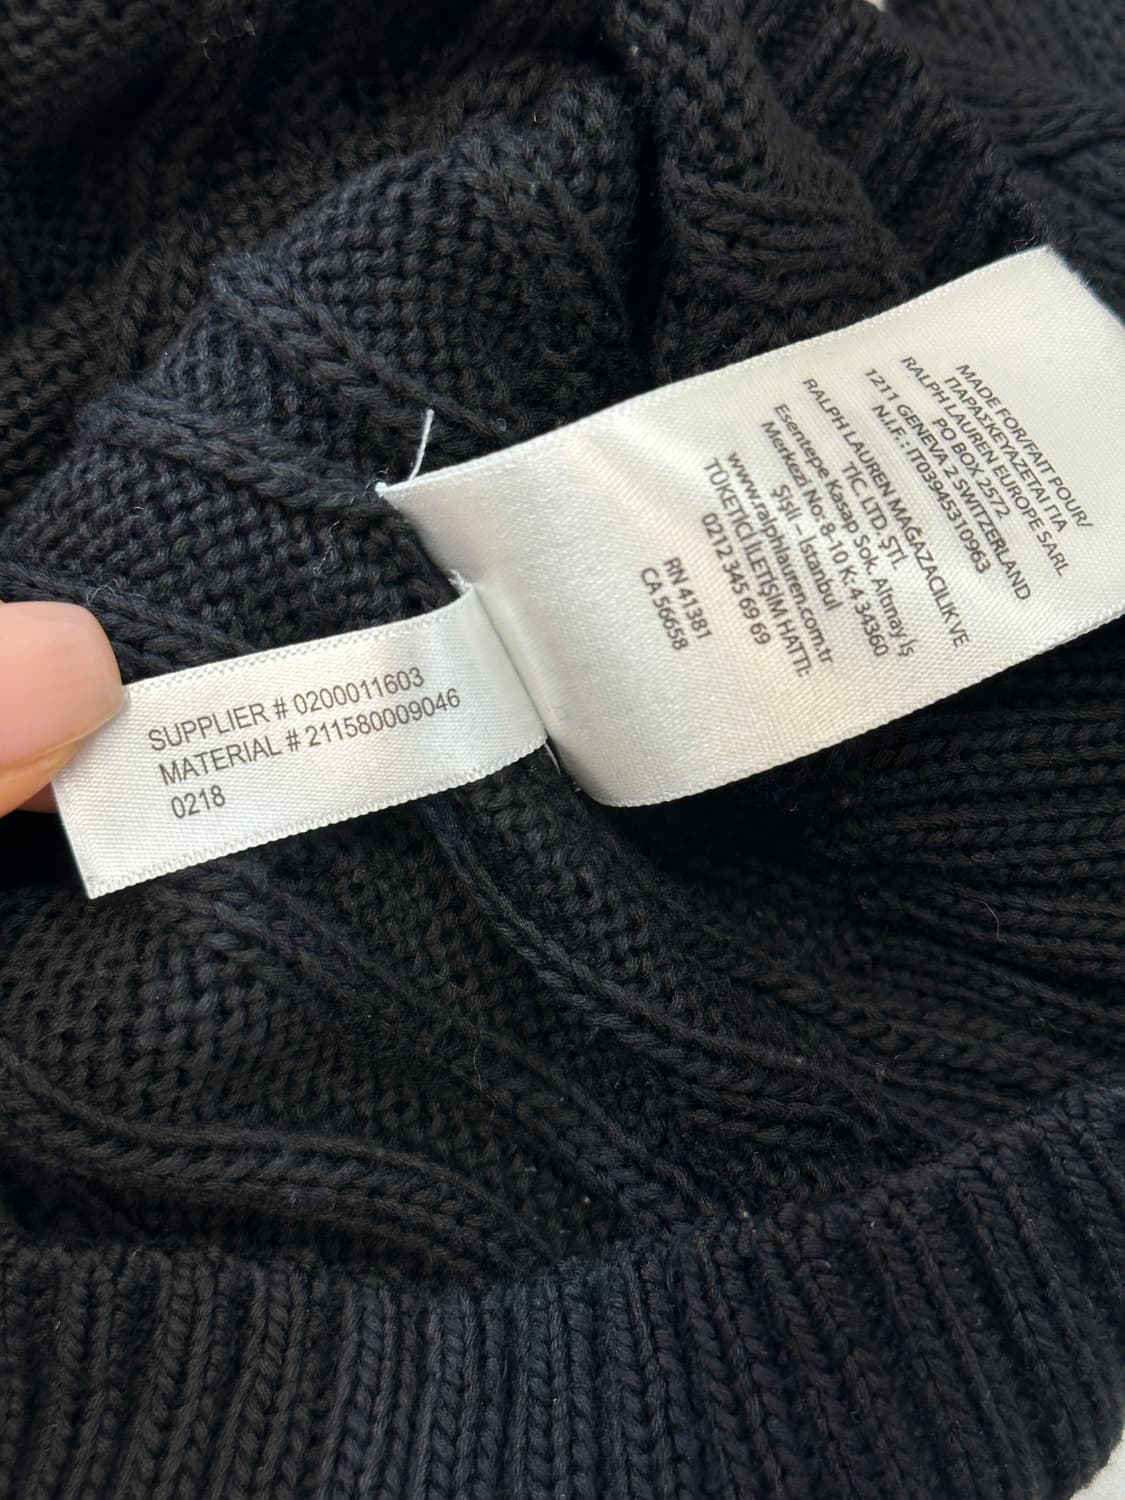 SUPPLIER # 0200011603
MATERIAL # 211580009046
0218
MADE FOR/FAIT POUR/
ΠΑΡΑΣΚΕΥΑΖΕΤΑΙ ΓΙΑ
RALPH LAUREN EUROPE SARL
PO BOX 2572
1211 GENEVA 2 SWITZERLAND
N.I.F.: IT03945310963
RALPH LAUREN MAĞAZACILIK VE
TIC. LTD. STI.
Esentepe Kasap Sok. Altınay İş
Merkezi No: 8-10 K-4 34360
Şişli - İstanbul
www.ralphlauren.com.tr
TÜKETİCİ İLETİŞİM HATTI:
0212 345 69 69
RN 41381
CA 56658